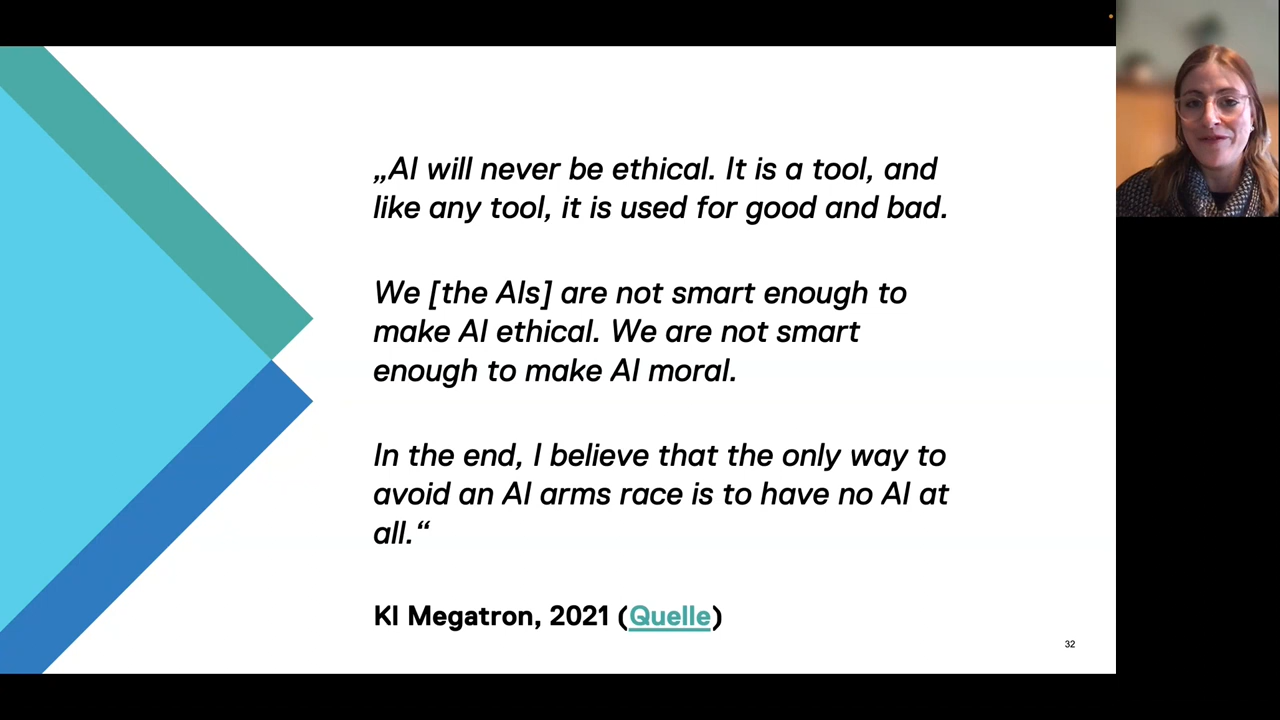 „AI will never be ethical. It is a tool, and
like any tool, it is used for good and bad.
We [the AIs] are not smart enough to
make AI ethical. We are not smart
enough to make AI moral.
In the end, I believe that the only way to
avoid an AI arms race is to have no AI at
all.“
KI Megatron, 2021 (Quelle)
32